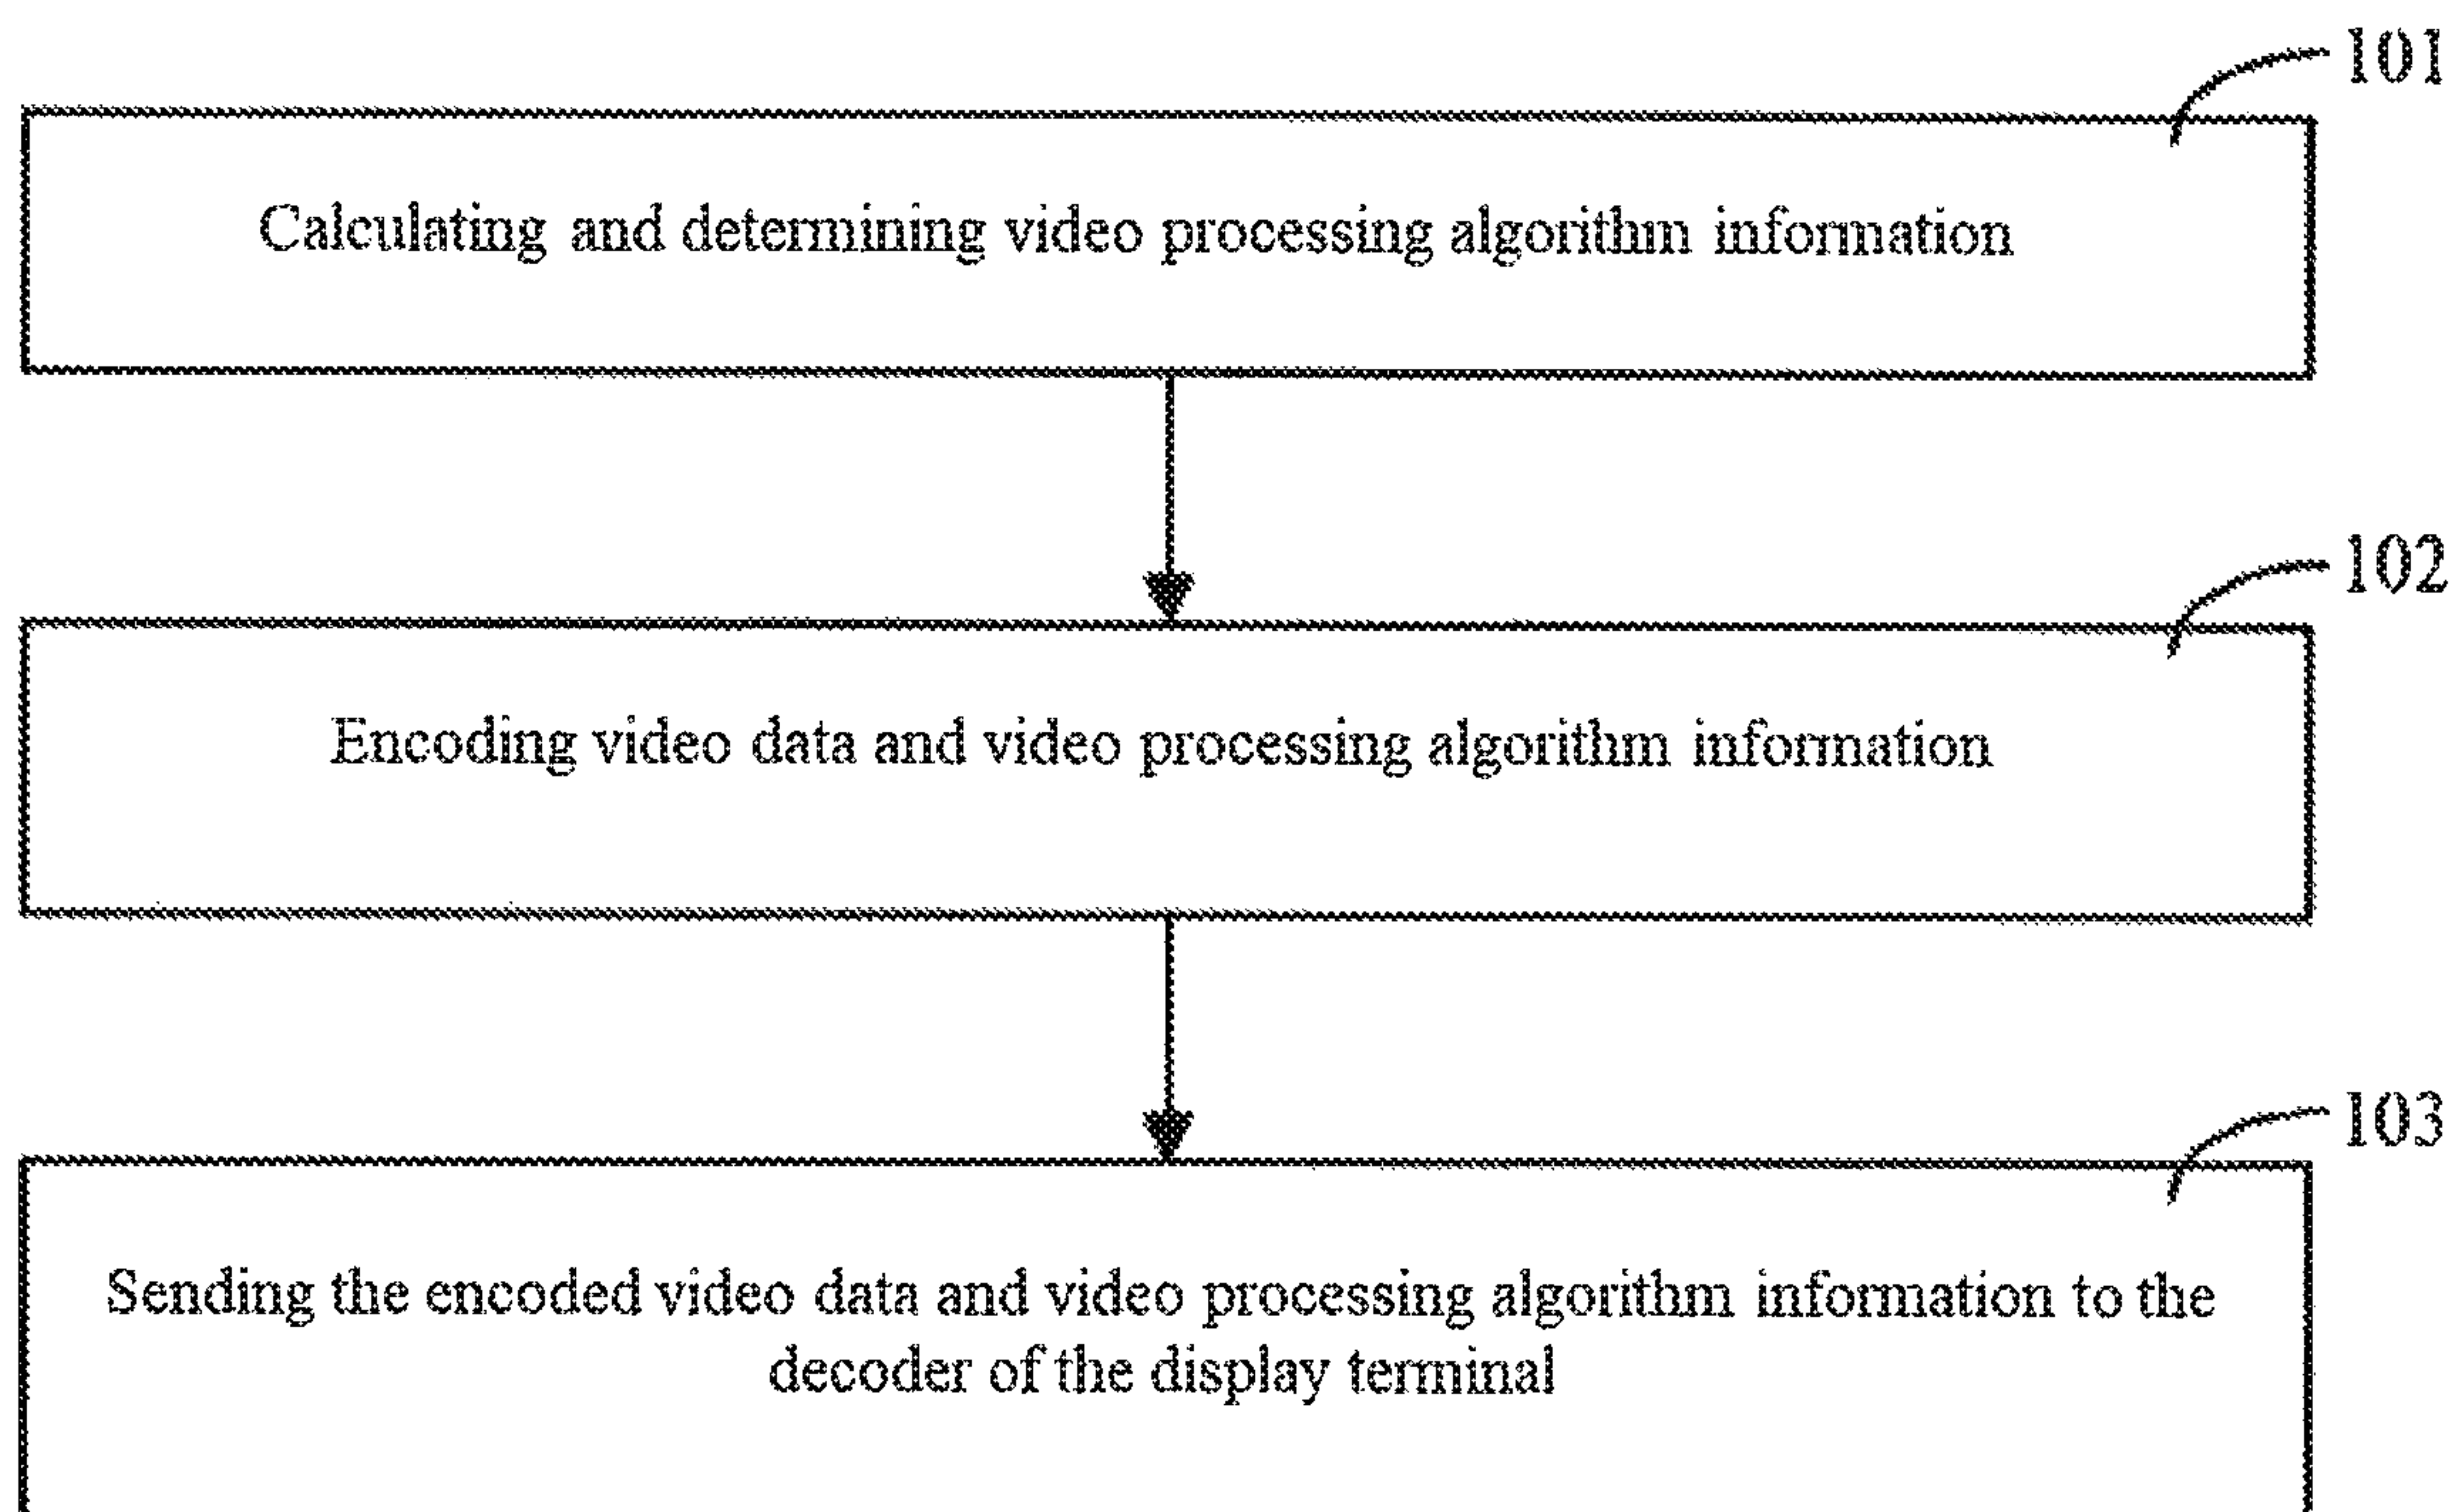 101
Calculating and determining video processing algorithm information
102
Encoding video data and video processing algorithm information
103
Sending the encoded video data and video processing algorithm information to the
decoder of the display terminal